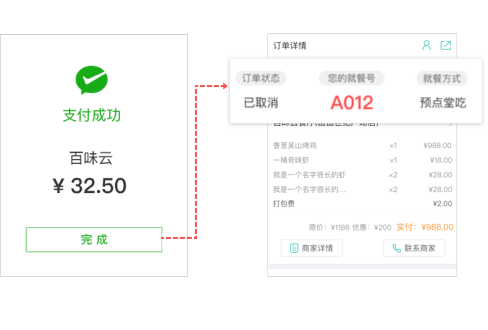 支付成功
百味云
¥ 32.50
完 成
订单详情
订单状态 您的就餐号 就餐方式
已取消 A012 预点堂吃
香葱吴山烤鸡 ×1 ¥988.00
一桶奇味虾 ×1 ¥18.00
我是一个名字很长的虾 ×2 ¥28.00
我是一个名字很长的... ×2 ¥28.00
打包费 ¥2.00
原价: ¥1186 优惠: ¥200 实付: ¥986.00
商家详情 联系商家